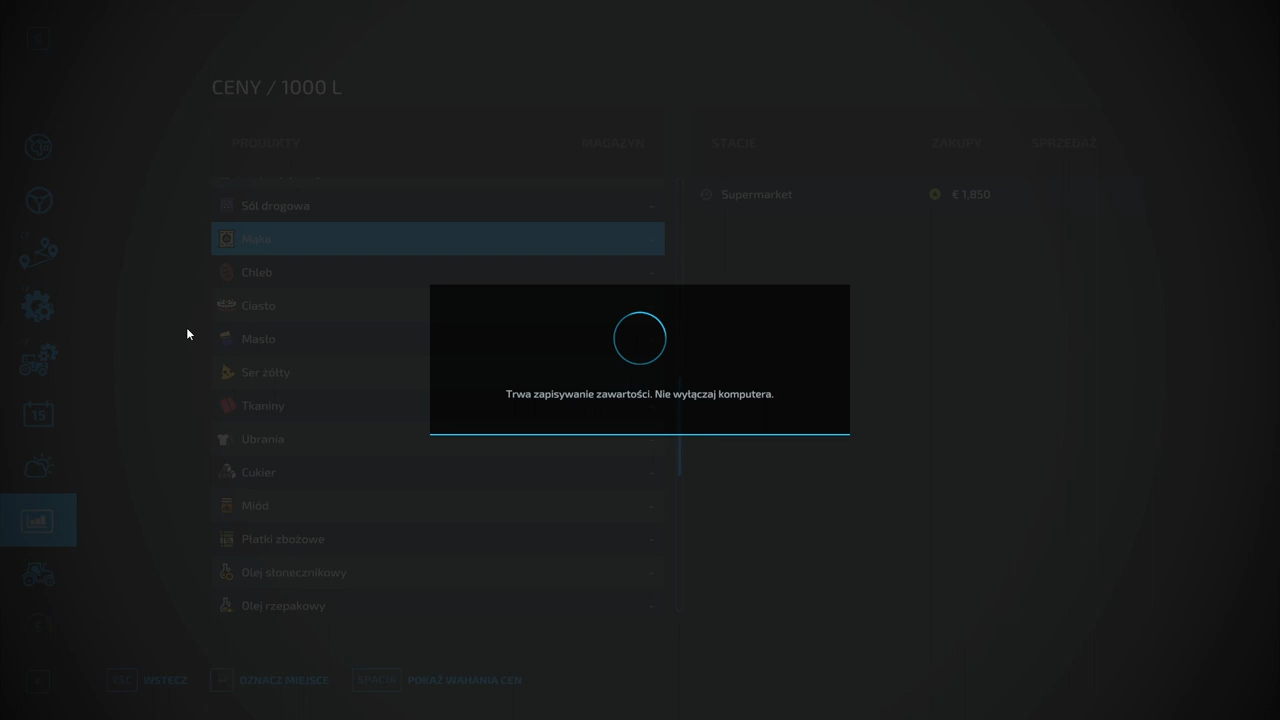 CENY / 1000 L
PRODUKTY
MAGAZYN
Sól drogowa -
Mąka -
Chleb -
Ciasto
Masło
Ser żółty
Tkaniny
Ubrania -
Cukier -
Miód -
Płatki zbożowe -
Olej słonecznikowy -
Olej rzepakowy -
STACJE
ZAKUPY
SPRZEDAŻ
Supermarket € 1,850
Trwa zapisywanie zawartości. Nie wyłączaj komputera.
15
ESC WSTECZ
OZNACZ MIEJSCE
SPACJA POKAŻ WAHANIA CEN